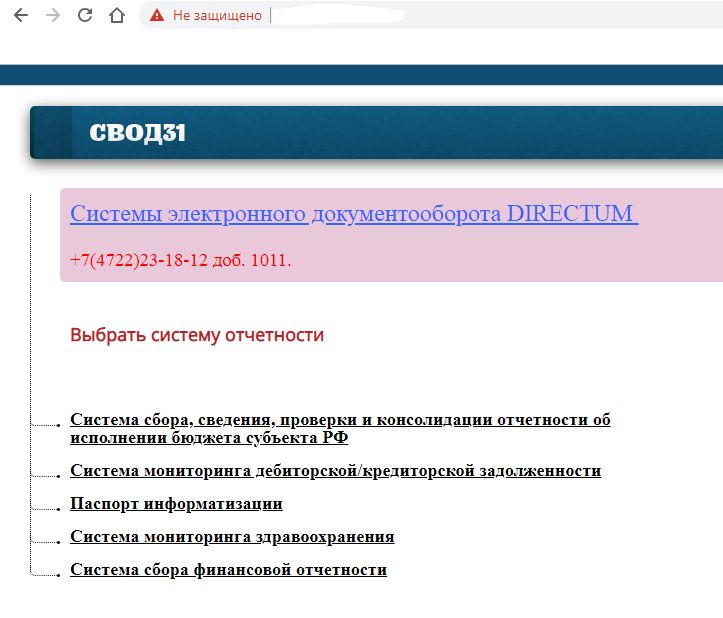 Не защищено
СВОД31
Системы электронного документооборота DIRECTUM
+7(4722)23-18-12 доб. 1011.
Выбрать систему отчетности
Система сбора, сведения, проверки и консолидации отчетности об
исполнении бюджета субъекта РФ
Система мониторинга дебиторской/кредиторской задолженности
Паспорт информатизации
Система мониторинга здравоохранения
Система сбора финансовой отчетности